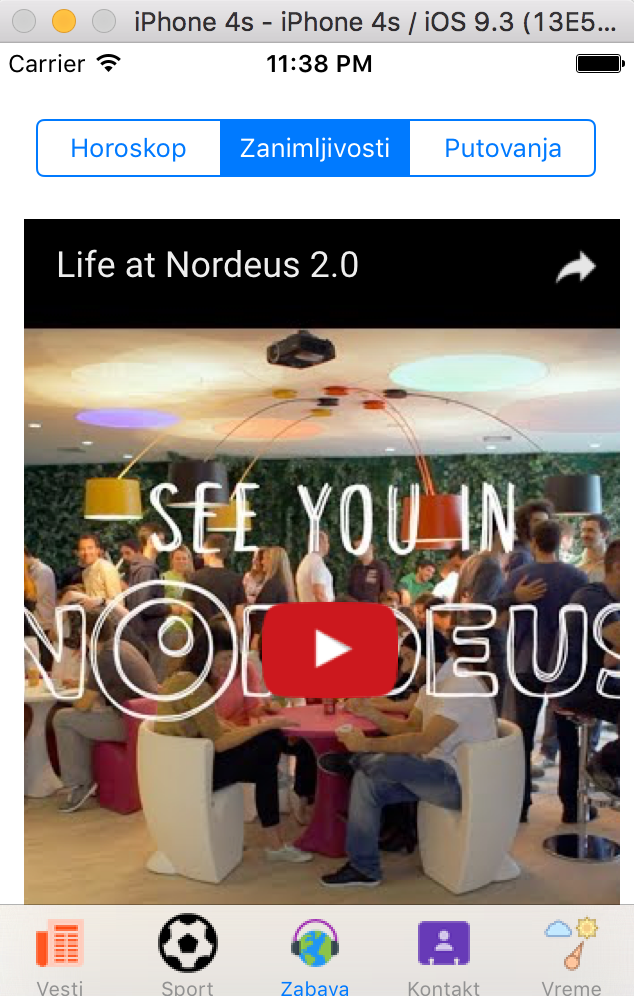 iPhone 4s - iPhone 4s / iOS 9.3 (13E5...
Carrier 11:38 PM
Horoskop Zanimljivosti Putovanja
Life at Nordeus 2.0
SEE YOU IN
NORDEUS
Vesti Sport Zabava Kontakt Vreme